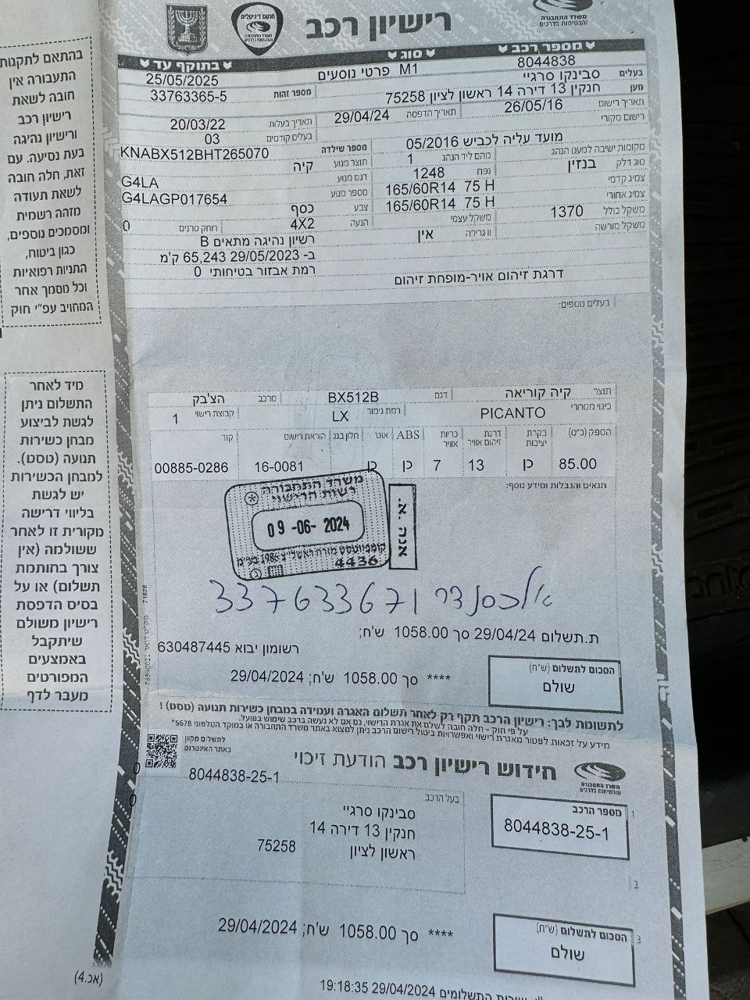 רישיון רכב
משרד התחבורה
והבטיחות בדרכים
חתום דיגיטלית
מספר רכב סוג בתוקף עד
8044838 M1 פרטי נוסעים 25/05/2025
בעלים סבינקו סרגיי מספר זהות 33763365-5
מען חנקין 13 דירה 14 ראשון לציון 75258
תאריך רישום 26/05/16 תאריך הדפסה 29/04/24 תאריך בעלות 20/03/22
רישום מקורי בעלים קודמים 03
מועד עליה לכביש 05/2016 מספר שילדה KNABX512BHT265070
מקומות ישיבה למעט הנהג מהם ליד הנהג 1 תוצר מנוע קיה
סוג דלק בנזין נפח 1248 דגם מנוע G4LA
צמיג קדמי 165/60R14 75 H מספר מנוע G4LAGP017654
צמיג אחורי 165/60R14 75 H צבע כסף
משקל כולל 1370 משקל עצמי הנעה 4X2 רוחק סרנים 0
משקל מורשה וו גרירה אין רשיון נהיגה מתאים B
ב- 29/05/2023 65,243 ק'מ
רמת אבזור בטיחותי 0
דרגת זיהום אויר-מופחת זיהום
בעלים נוספים:
תוצר קיה קוריאה דגם BX512B מרכב הצ'בק
כינוי מסחרי PICANTO רמת גימור LX קבוצת רישוי 1
הספק (כ"ס) בקרת יציבות דרגת זיהום אוויר כריות אוויר ABS אוט' חלון בגג הוראת רישום קוד
85.00 כן 13 7 כן כן 16-0081 00885-0286
תנאים והגבלות ומידע נוסף:
משרד התחבורה
רשות הרישוי
09-06-2024
קומפיוטסט מזרח ראשל"צ 1986 בע"מ
4436
אנה .א.
אלכסנדר 337633671
ת.תשלום 29/04/24 סך 1058.00 ש'ח;
רשומון יבוא 630487445
הסכום לתשלום (ש"ח)
שולם
**** סך 1058.00 ש'ח; 29/04/2024
לתשומת לבך: רישיון הרכב תקף רק לאחר תשלום האגרה ועמידה במבחן כשירות תנועה (טסט) !
על פי חוק - חלה חובה לשלם את אגרת הרישוי, גם אם לא נעשה ברכב שימוש בפועל.
מידע על זכאות לפטור מאגרת רישוי ואפשרויות ביטול רישום הרכב ניתן למצוא באתר משרד התחבורה או במוקד הטלפוני 5678*
לתשלום מקוון
באתר האינטרנט
חידוש רישיון רכב הודעת זיכוי
משרד התחבורה
והבטיחות בדרכים
8044838-25-1
מספר הרכב
8044838-25-1
בעל הרכב
סבינקו סרגיי
חנקין 13 דירה 14
ראשון לציון 75258
1
2
3
0
0
הסכום לתשלום (ש"ח)
שולם
**** סך 1058.00 ש'ח; 29/04/2024
התשלומים 29/04/2024 19:18:35
(אכ.4)
בהתאם לתקנות
התעבורה אין
חובה לשאת
רישיון רכב
ורישיון נהיגה
בעת נסיעה. עם
זאת, חלה חובה
לשאת תעודה
מזהה רשמית
ומסמכים נוספים,
כגון ביטוח,
התניות רפואיות
וכל מסמך אחר
המחויב עפ"י חוק
מיד לאחר
התשלום ניתן
לגשת לביצוע
מבחן כשירות
תנועה (טסט).
למבחן הכשירות
יש לגשת
בליווי דרישה
מקורית זו לאחר
ששולמה (אין
צורך בחותמת
תשלום) או על
בסיס הדפסת
רישיון משולם
שיתקבל
באמצעים
המפורטים
מעבר לדף